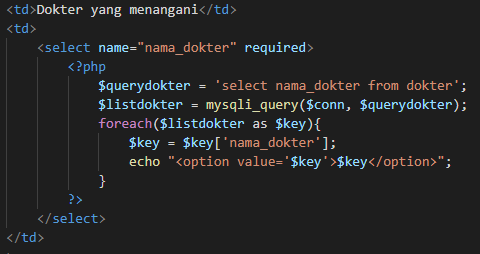 <td>Dokter yang menangani</td>
<td>
<select name="nama_dokter" required>
<?php
$querydokter = 'select nama_dokter from dokter';
$listdokter = mysqli_query($conn, $querydokter);
foreach($listdokter as $key){
$key = $key['nama_dokter'];
echo "<option value='$key'>$key</option>";
}
?>
</select>
</td>